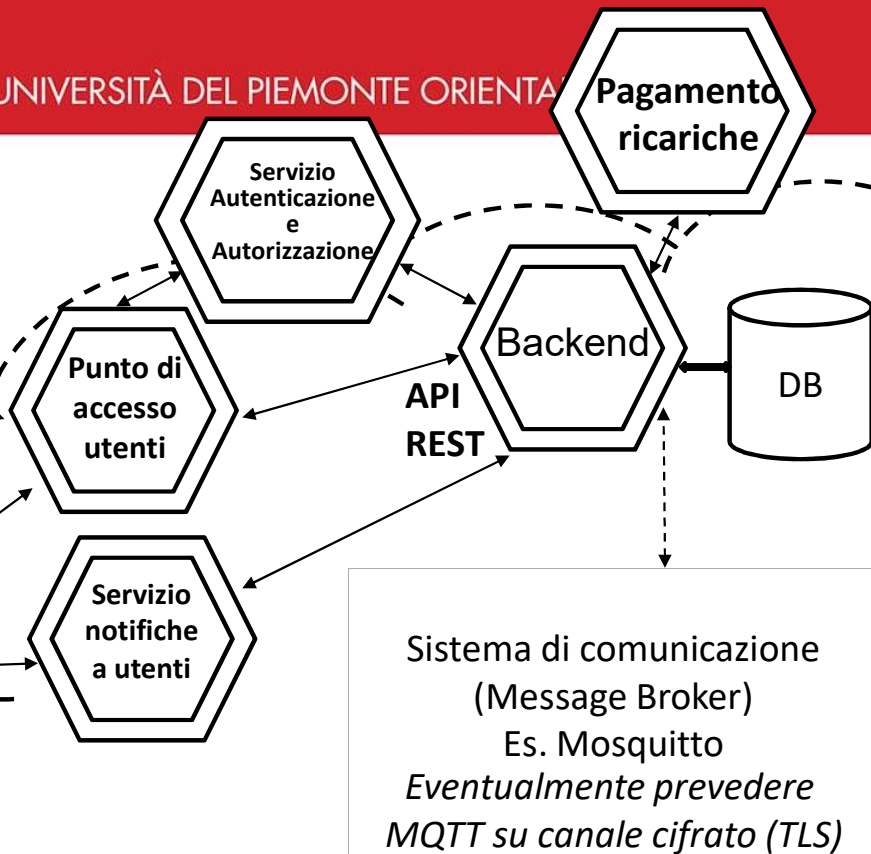 UNIVERSITÀ DEL PIEMONTE ORIENTA
Pagamento
ricariche
Servizio
Autenticazione
e
Autorizzazione
Backend
Punto di
accesso
utenti
API
REST
DB
Servizio
notifiche
a utenti
Sistema di comunicazione
(Message Broker)
Es. Mosquitto
Eventualmente prevedere
MQTT su canale cifrato (TLS)